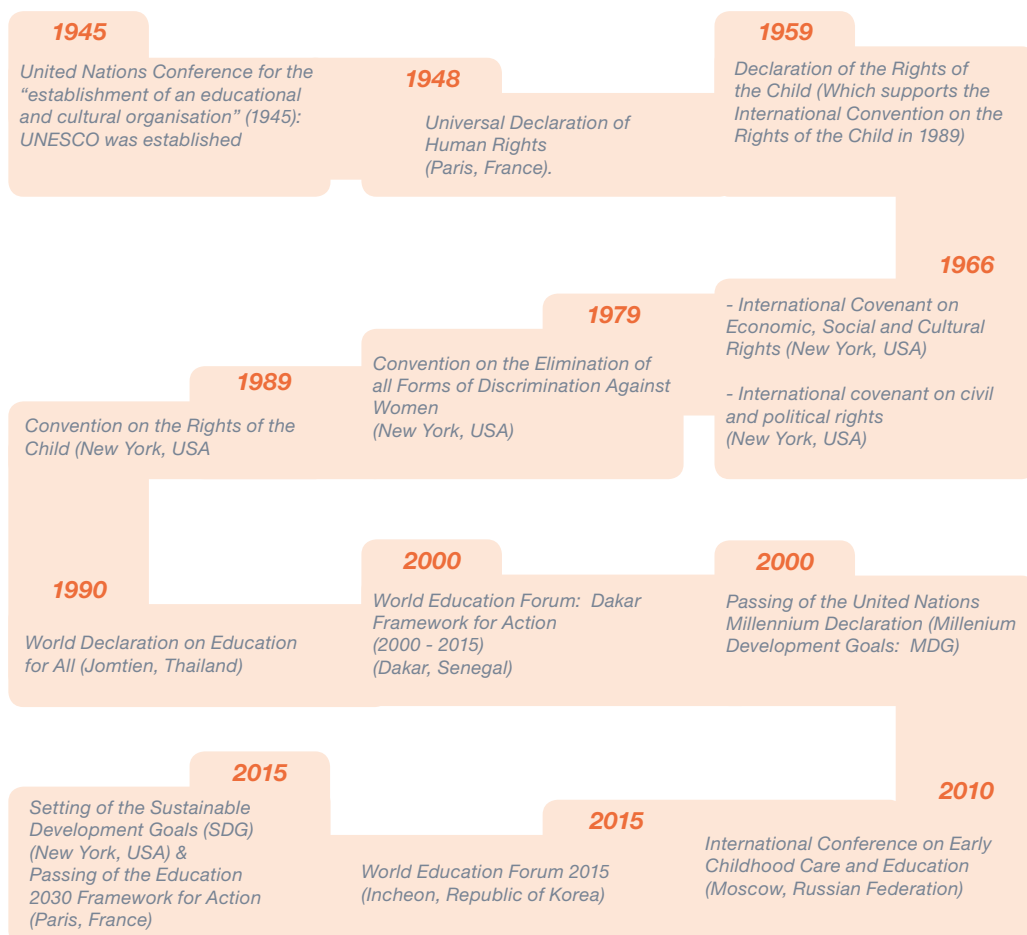 1945
United Nations Conference for the
“establishment of an educational
and cultural organisation” (1945):
UNESCO was established
1948
Universal Declaration of
Human Rights
(Paris, France).
1959
Declaration of the Rights of
the Child (Which supports the
International Convention on the
Rights of the Child in 1989)
1966
- International Covenant on
Economic, Social and Cultural
Rights (New York, USA)
- International covenant on civil
and political rights
(New York, USA)
1979
Convention on the Elimination of
all Forms of Discrimination Against
Women
(New York, USA)
1989
Convention on the Rights of the
Child (New York, USA
1990
World Declaration on Education
for All (Jomtien, Thailand)
2000
World Education Forum:  Dakar
Framework for Action
(2000 - 2015)
(Dakar, Senegal)
2000
Passing of the United Nations
Millennium Declaration (Millenium
Development Goals:  MDG)
2010
International Conference on Early
Childhood Care and Education
(Moscow, Russian Federation)
2015
World Education Forum 2015
(Incheon, Republic of Korea)
2015
Setting of the Sustainable
Development Goals (SDG)
(New York, USA) &
Passing of the Education
2030 Framework for Action
(Paris, France)